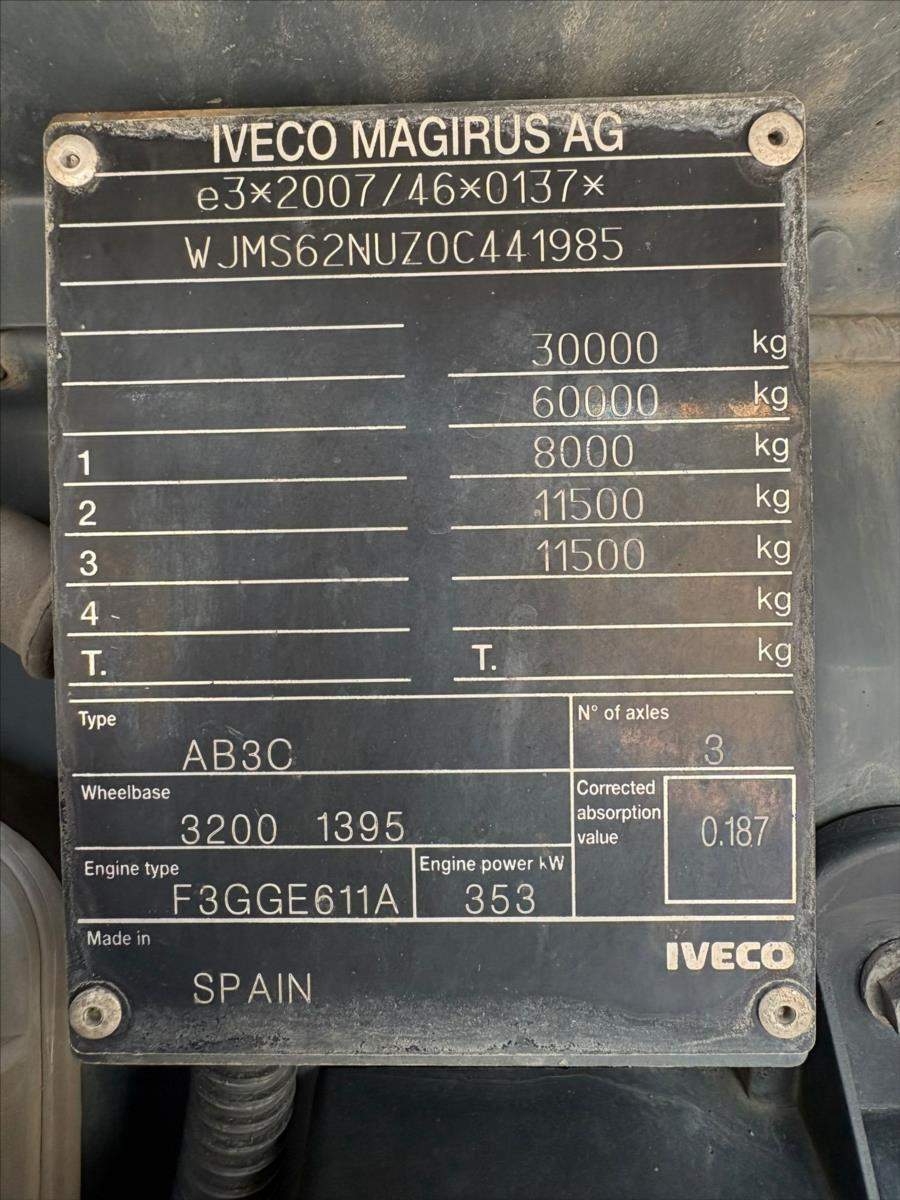 IVECO MAGIRUS AG
e3*2007/46*0137*
WJMS62NUZ0C441985
30000 kg
60000 kg
1 8000 kg
2 11500 kg
3 11500 kg
4 kg
T. T. kg
Type N° of axles
AB3C 3
Wheelbase Corrected absorption value
3200 1395 0.187
Engine type Engine power kW
F3GGE611A 353
Made in IVECO
SPAIN